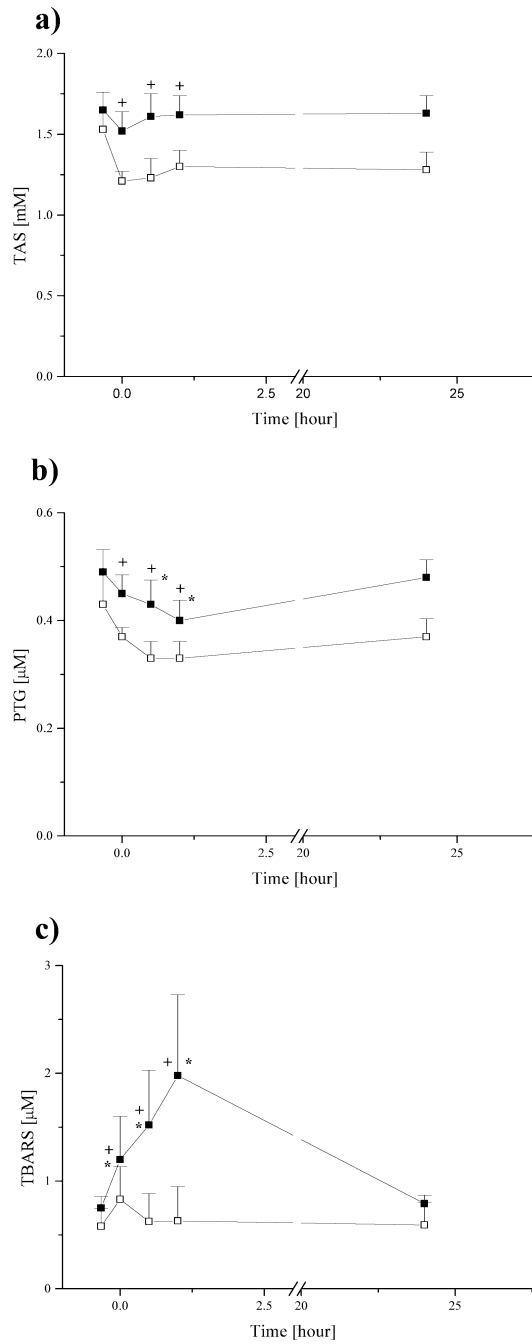 a)
2.0
1.5
1.0
0.5
0.0
TAS [mM]
+ + +
0.0 2.5 20 25
Time [hour]
b)
0.6
0.4
0.2
0.0
PTG [μM]
+ + * + *
0.0 2.5 20 25
Time [hour]
c)
3
2
1
0
TBARS [μM]
+ * + * + *
0.0 2.5 20 25
Time [hour]